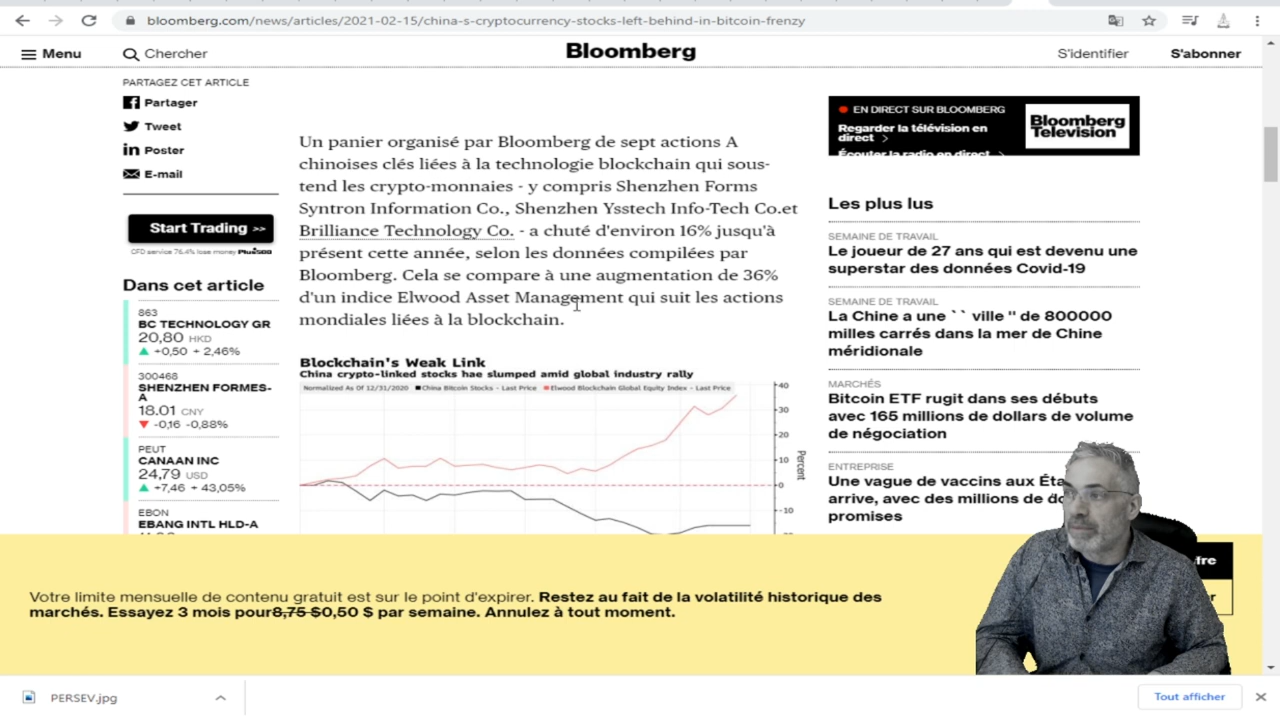 bloomberg.com/news/articles/2021-02-15/china-s-cryptocurrency-stocks-left-behind-in-bitcoin-frenzy
Menu
Chercher
Bloomberg
S'identifier
S'abonner
PARTAGEZ CET ARTICLE
Partager
Tweet
Poster
E-mail
Start Trading >>
CFD service 76.4% lose money Plus500
Dans cet article
863
BC TECHNOLOGY GR
20,80 HKD
+0,50 + 2,46%
300468
SHENZHEN FORMES-
A
18.01 CNY
-0,16 -0,88%
PEUT
CANAAN INC
24,79 USD
+7,46 + 43,05%
EBON
EBANG INTL HLD-A
Un panier organisé par Bloomberg de sept actions A
chinoises clés liées à la technologie blockchain qui sous-
tend les crypto-monnaies - y compris Shenzhen Forms
Syntron Information Co., Shenzhen Ysstech Info-Tech Co.et
Brilliance Technology Co. - a chuté d'environ 16% jusqu'à
présent cette année, selon les données compilées par
Bloomberg. Cela se compare à une augmentation de 36%
d'un indice Elwood Asset Management qui suit les actions
mondiales liées à la blockchain.
Blockchain's Weak Link
China crypto-linked stocks hae slumped amid global industry rally
Normalized As Of 12/31/2020 China Bitcoin Stocks - Last Price Elwood Blockchain Global Equity Index - Last Price
40
30
20
10
0
-10
Percent
EN DIRECT SUR BLOOMBERG
Regarder la télévision en
direct >
Écouter la radio en direct >
Bloomberg
Television
Les plus lus
SEMAINE DE TRAVAIL
Le joueur de 27 ans qui est devenu une
superstar des données Covid-19
SEMAINE DE TRAVAIL
La Chine a une `` ville '' de 800000
milles carrés dans la mer de Chine
méridionale
MARCHÉS
Bitcoin ETF rugit dans ses débuts
avec 165 millions de dollars de volume
de négociation
ENTREPRISE
Une vague de vaccins aux
arrive, avec des millions de
promises
Votre limite mensuelle de contenu gratuit est sur le point d'expirer. Restez au fait de la volatilité historique des
marchés. Essayez 3 mois pour8,75 $0,50 $ par semaine. Annulez à tout moment.
PERSEV.jpg
Tout afficher